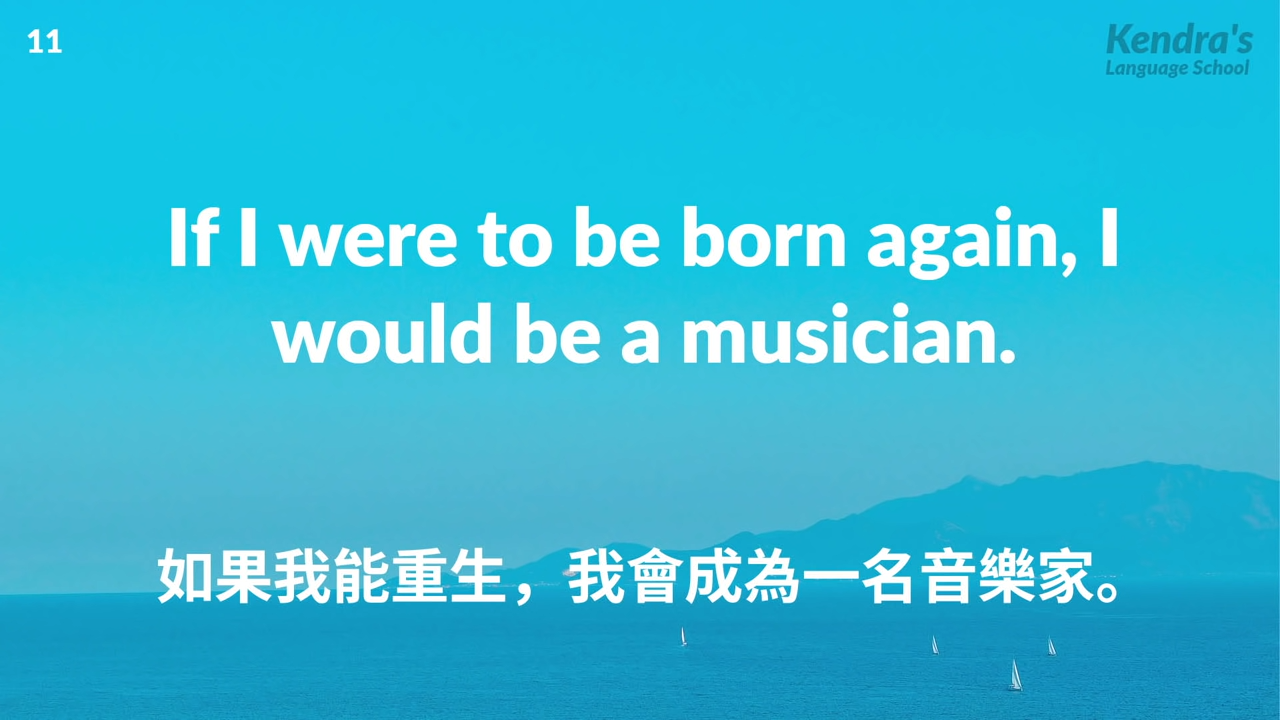 11
Kendra's
Language School
If I were to be born again, I
would be a musician.
如果我能重生，我會成為一名音樂家。